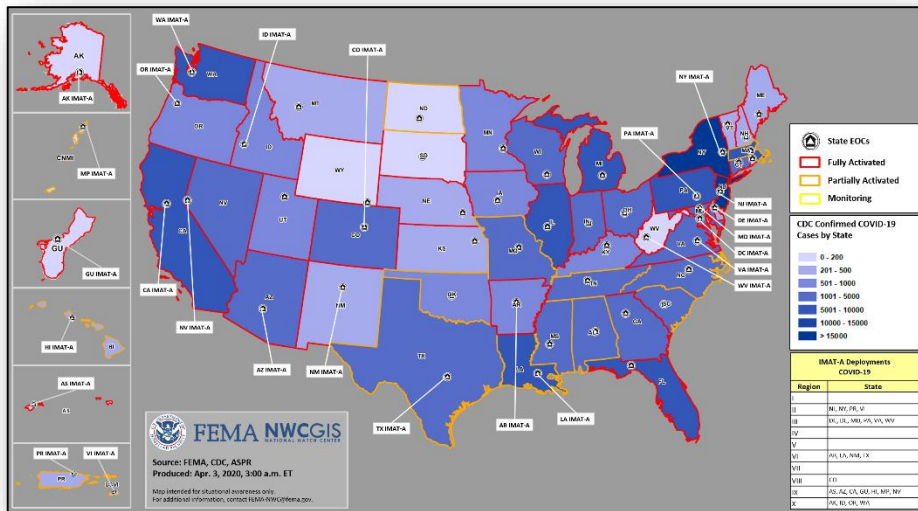 WA IMAT-A
ID IMAT-A
CO IMAT-A
NY IMAT-A
OR IMAT-A
PA IMAT-A
AK
AK IMAT-A
CNMI
MP IMAT-A
GU
GU IMAT-A
HI IMAT-A
HI
AS IMAT-A
AS
PR IMAT-A
VI IMAT-A
PR
WA
MT
ND
MN
ME
VT
NH
OR
ID
SD
WI
MI
NY
MA
WY
IA
PA
NE
NV
UT
IL
IN
OH
CO
WV
CA
KS
MO
KY
VA
AZ
NM
OK
AR
TN
NC
SC
MS
AL
GA
TX
LA
FL
NJ IMAT-A
DE IMAT-A
MD IMAT-A
DC IMAT-A
VA IMAT-A
WV IMAT-A
CA IMAT-A
NV IMAT-A
AZ IMAT-A
NM IMAT-A
TX IMAT-A
AR IMAT-A
LA IMAT-A
State EOCs
Fully Activated
Partially Activated
Monitoring
CDC Confirmed COVID-19
Cases by State
0 - 200
201 - 500
501 - 1000
1001 - 5000
5001 - 10000
10000 - 15000
> 15000
IMAT-A Deployments
COVID-19
Region State
I
II NJ, NY, PR, VI
III DC, DE, MD, PA, VA, WV
IV
V
VI AR, LA, NM, TX
VII
VIII CO
IX AS, AZ, CA, GU, HI, MP, NV
X AK, ID, OR, WA
FEMA NWCGIS
NATIONAL WATCH CENTER
Source: FEMA, CDC, ASPR
Produced: Apr. 3, 2020, 3:00 a.m. ET
Map intended for situational awareness only.
For additional information, contact FEMA-NWC@fema.gov.